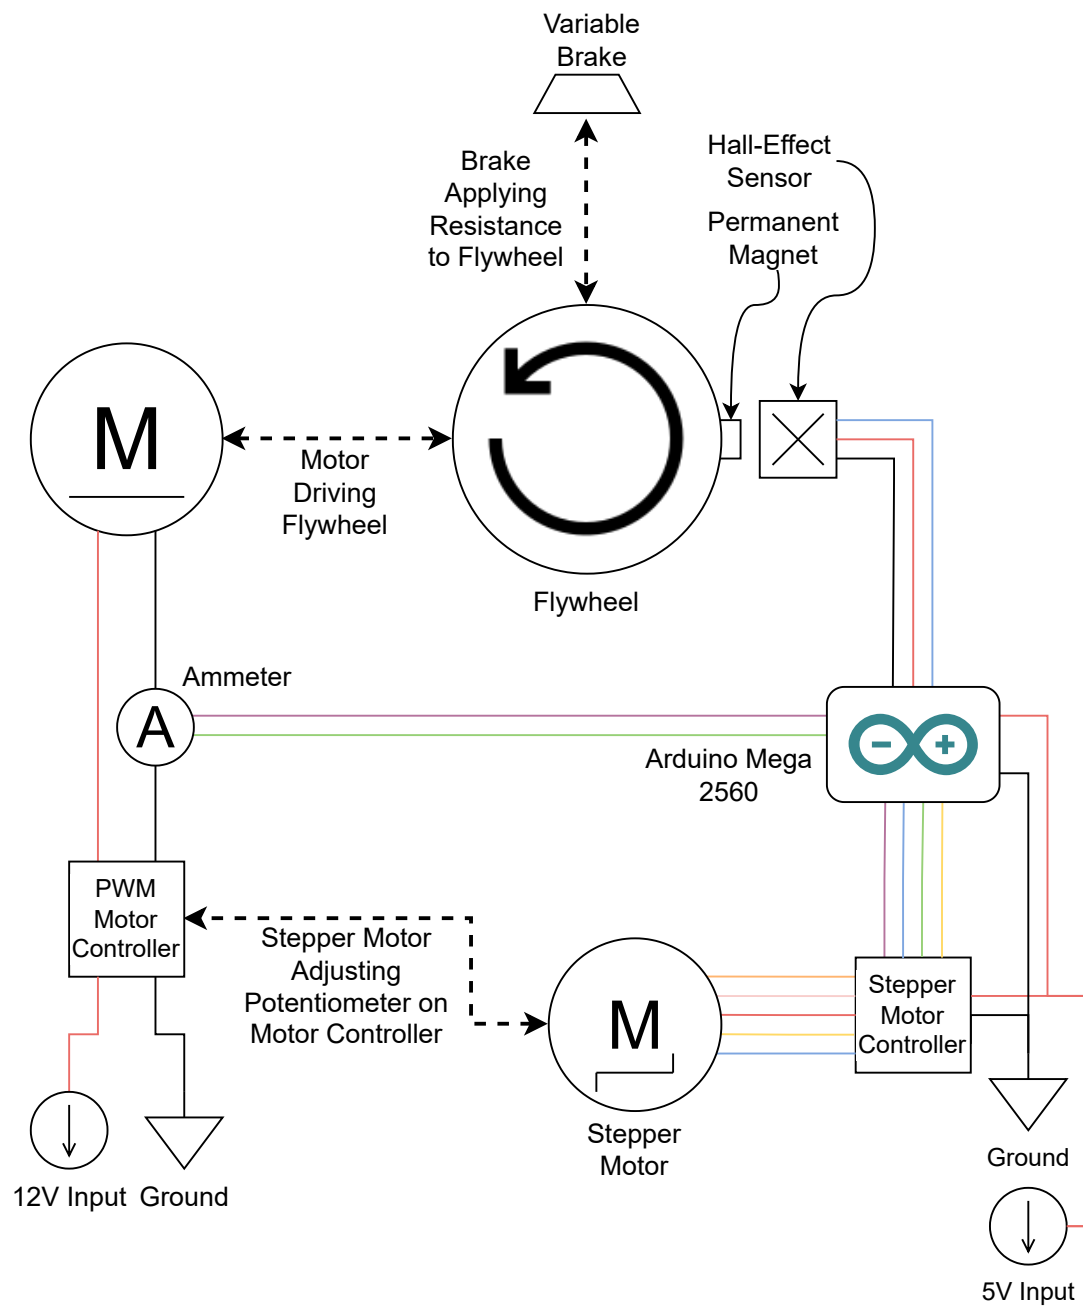 Variable
Brake
Brake
Applying
Resistance
to Flywheel
Hall-Effect
Sensor
Permanent
Magnet
M
Motor
Driving
Flywheel
Flywheel
Ammeter
A
Arduino Mega
2560
PWM
Motor
Controller
Stepper Motor
Adjusting
Potentiometer on
Motor Controller
M
Stepper
Motor
Controller
Stepper
Motor
12V Input
Ground
Ground
5V Input